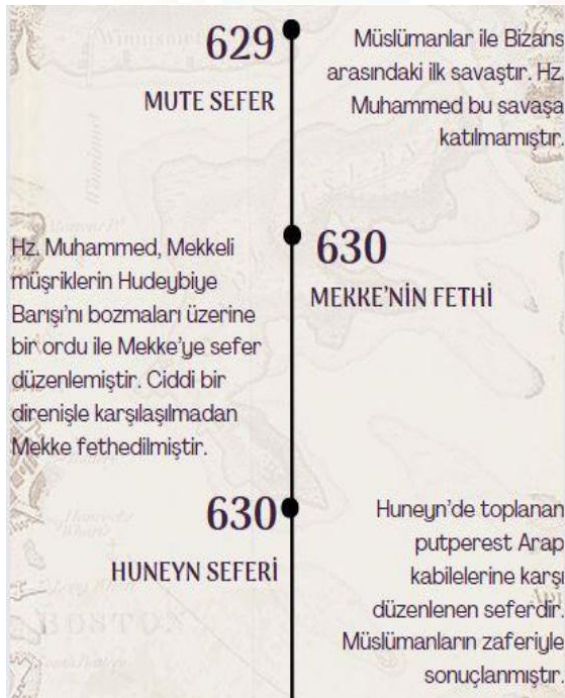 629
MUTE SEFER
Müslümanlar ile Bizans
arasındaki ilk savaştır. Hz.
Muhammed bu savaşa
katılmamıştır.
630
MEKKE'NİN FETHİ
Hz. Muhammed, Mekkeli
müşriklerin Hudeybiye
Barışı'nı bozmaları üzerine
bir ordu ile Mekke'ye sefer
düzenlemiştir. Ciddi bir
direnişle karşılaşılmadan
Mekke fethedilmiştir.
630
HUNEYN SEFERİ
Huneyn'de toplanan
putperest Arap
kabilelerine karşı
düzenlenen seferdir.
Müslümanların zaferiyle
sonuçlanmıştır.
BOSTON